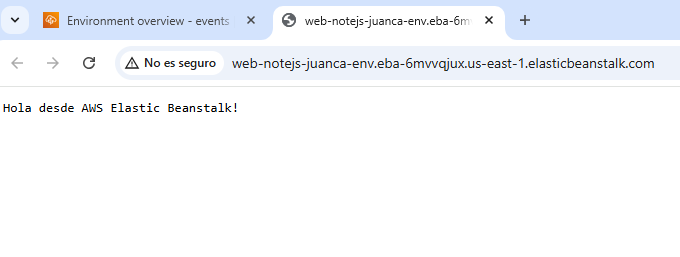 Environment overview - events
web-notejs-juanca-env.eba-6m
No es seguro
web-notejs-juanca-env.eba-6mvvqjux.us-east-1.elasticbeanstalk.com
Hola desde AWS Elastic Beanstalk!